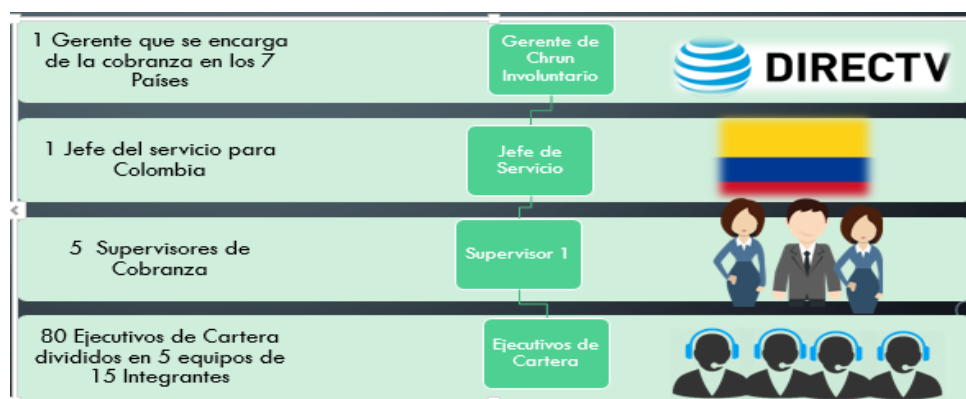 1 Gerente que se encarga
de la cobranza en los 7
Países
Gerente de
Chrun
Involuntario
DIRECTV
1 Jefe del servicio para
Colombia
Jefe de
Servicio
5 Supervisores de
Cobranza
Supervisor 1
80 Ejecutivos de Cartera
divididos en 5 equipos de
15 Integrantes
Ejecutivos de
Cartera